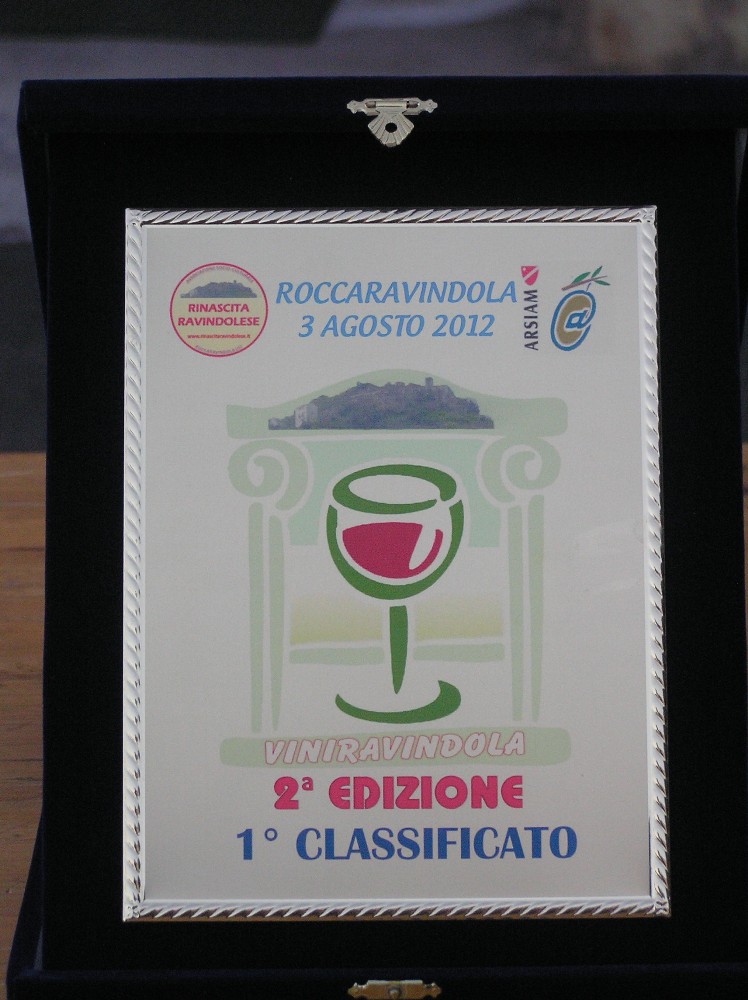 RINASCITA
RAVINDOLESE
ROCCARAVINDOLA
3 AGOSTO 2012
ARSIAM
VINIRAVINDOLA
2ª EDIZIONE
1° CLASSIFICATO